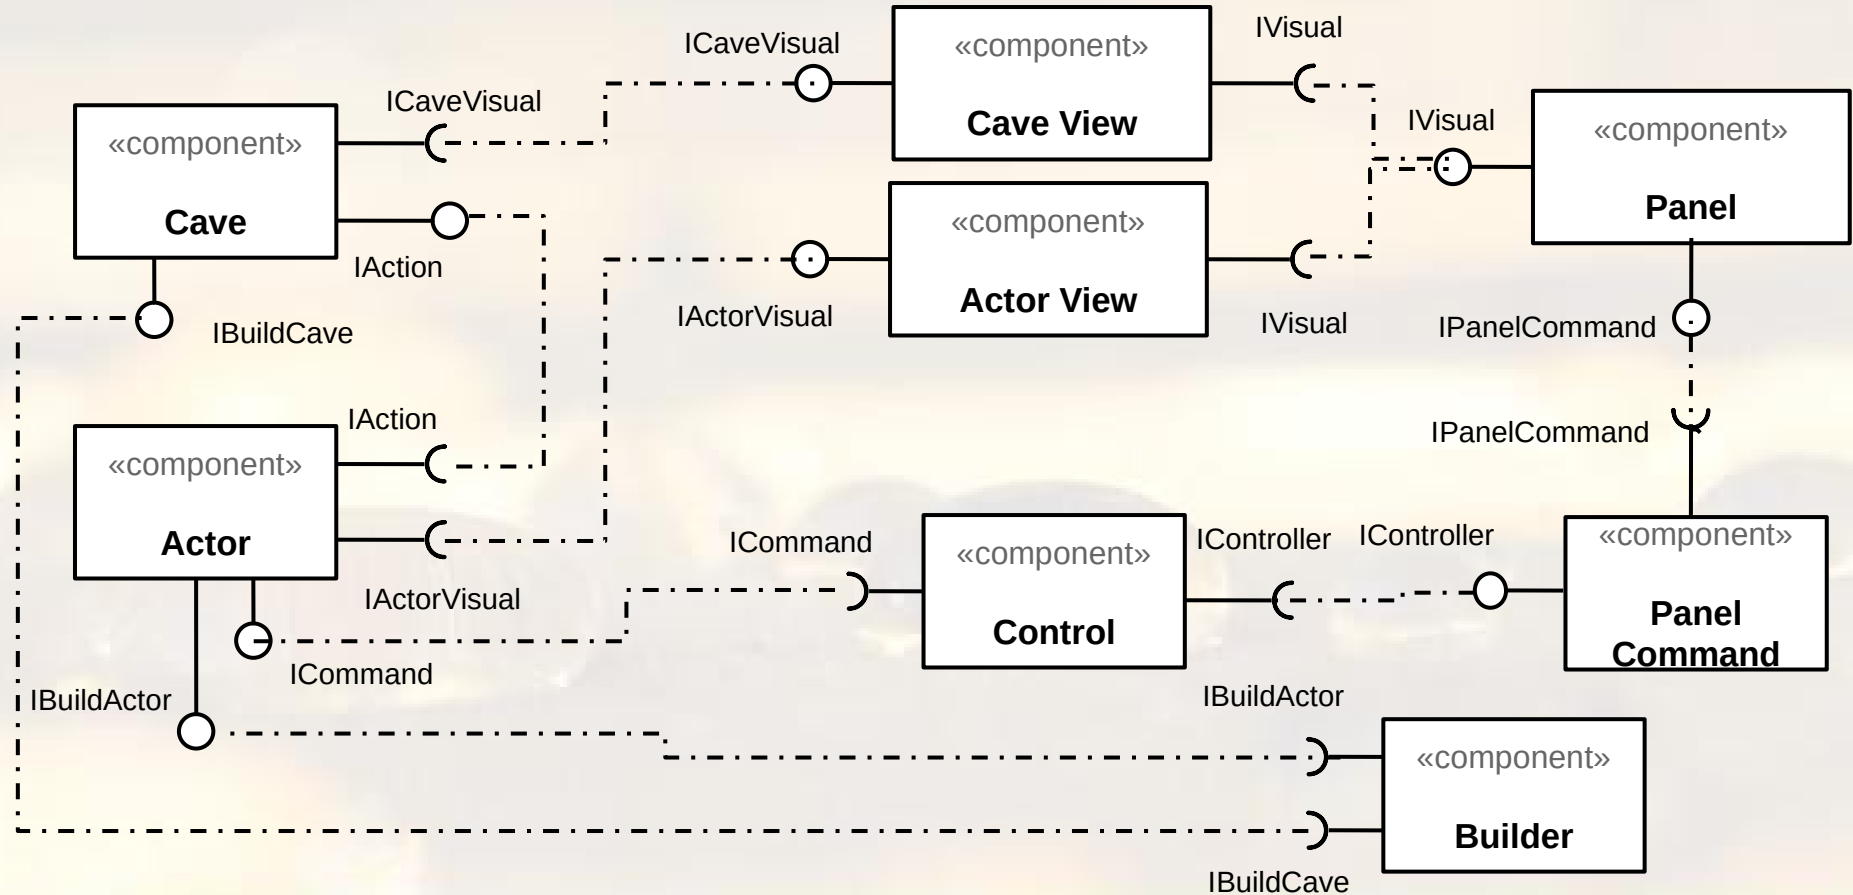 ICaveVisual
«component»
Cave View
IVisual
ICaveVisual
«component»
Cave
IVisual
«component»
Panel
IAction
IBuildCave
«component»
Actor View
IActorVisual
IVisual
IPanelCommand
IPanelCommand
IAction
«component»
Actor
IActorVisual
ICommand
IBuildActor
ICommand
«component»
Control
IController
IController
«component»
Panel
Command
IBuildActor
«component»
Builder
IBuildCave